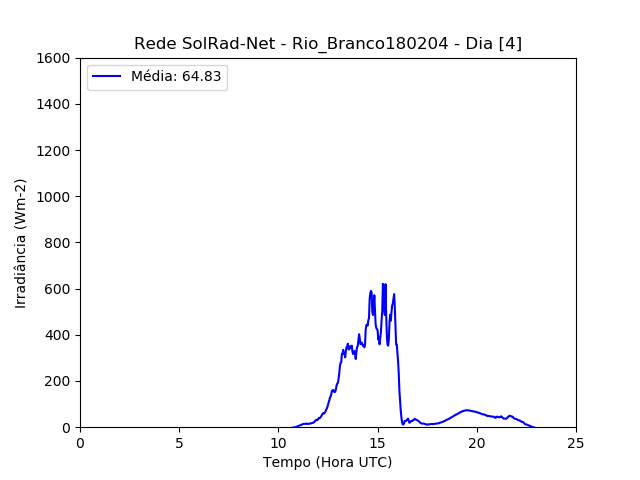 Rede SolRad-Net - Rio_Branco180204 - Dia [4]
Média: 64.83
1600
1400
1200
1000
800
600
400
200
0
Irradiância (Wm-2)
0 5 10 15 20 25
Tempo (Hora UTC)